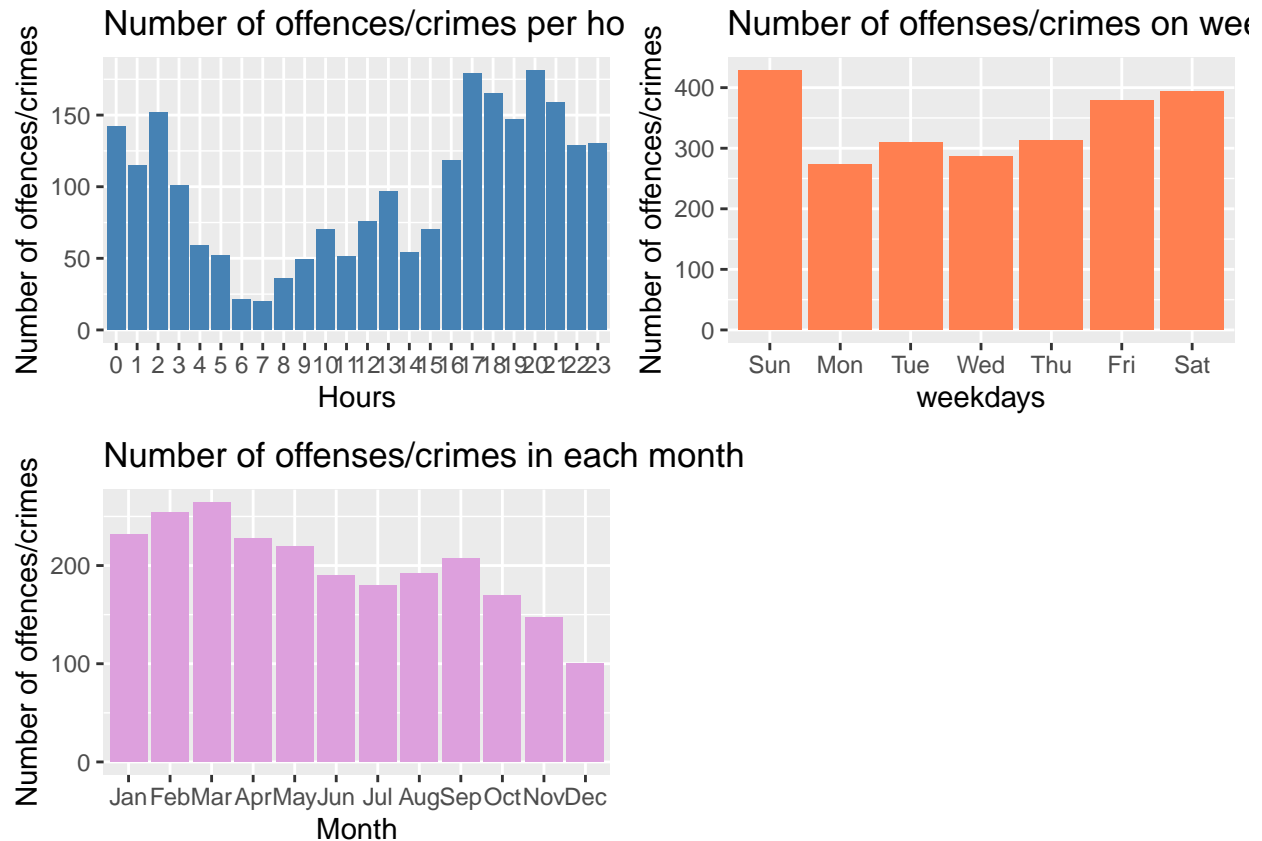 Number of offences/crimes per ho
Number of offences/crimes
150
100
50
0
0 1 2 3 4 5 6 7 8 9 10 11 12 13 14 15 16 17 18 19 20 21 22 23
Hours
Number of offenses/crimes on wee
Number of offences/crimes
400
300
200
100
0
Sun Mon Tue Wed Thu Fri Sat
weekdays
Number of offenses/crimes in each month
Number of offences/crimes
200
100
0
Jan Feb Mar Apr May Jun Jul Aug Sep Oct Nov Dec
Month